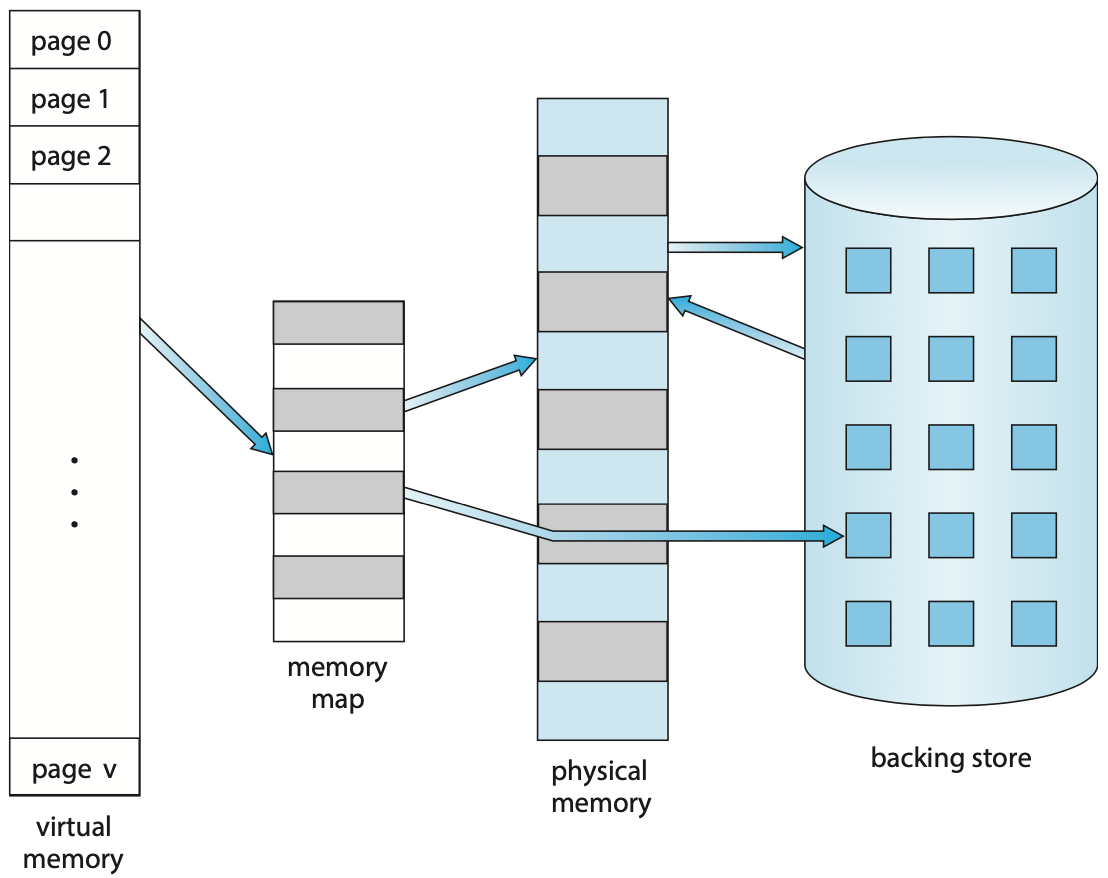 page 0
page 1
page 2
page v
virtual
memory
memory
map
physical
memory
backing store